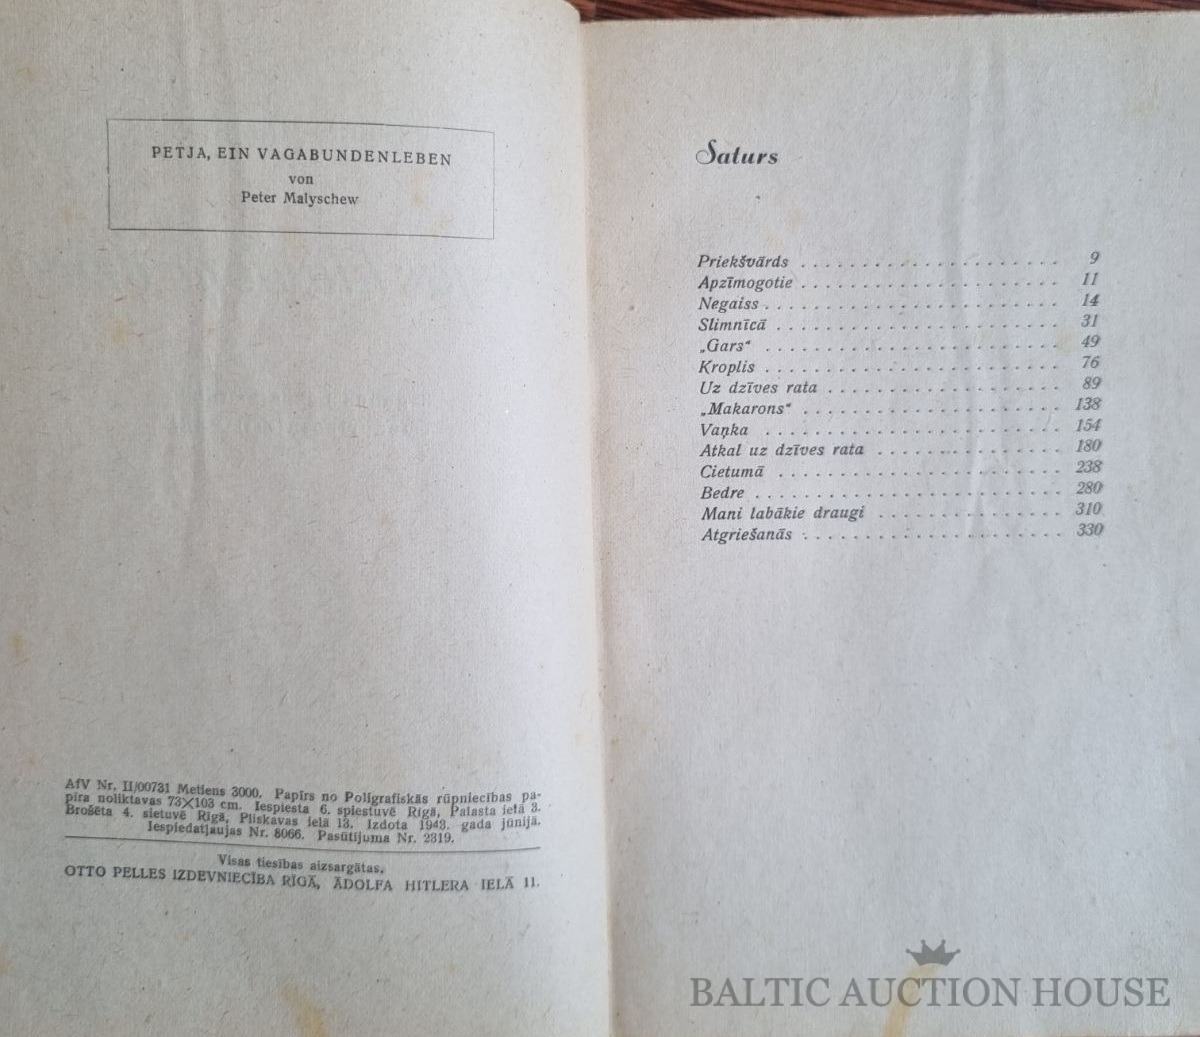 PETJA, EIN VAGABUNDENLEBEN
von
Peter Malyschew
AfV Nr. II/00731 Metiens 3000. Papīrs no Poligrafiskās rūpniecības pa-
pīra noliktavas 73×103 cm. Iespiesta 6. spiestuvē Rīgā, Palasta ielā 3.
Brošēta 4. sietuvē Rīgā, Pliskavas ielā 13. Izdota 1943. gada jūnijā.
Iespiedatļaujas Nr. 8066. Pasūtījuma Nr. 2319.
Visas tiesības aizsargātas.
OTTO PELLES IZDEVNIECĪBA RĪGĀ, ĀDOLFA HITLERA IELĀ 11.
Saturs
Priekšvārds . . . . . . . . . . . . . . . . . . . . . 9
Apzīmogotie . . . . . . . . . . . . . . . . . . . . . 11
Negaiss . . . . . . . . . . . . . . . . . . . . . . . . 14
Slimnīcā . . . . . . . . . . . . . . . . . . . . . . . 31
„Gars“ . . . . . . . . . . . . . . . . . . . . . . . . 49
Kroplis . . . . . . . . . . . . . . . . . . . . . . . . 76
Uz dzīves rata . . . . . . . . . . . . . . . . . . . 89
„Makarons“ . . . . . . . . . . . . . . . . . . . . . 138
Vaņka . . . . . . . . . . . . . . . . . . . . . . . . 154
Atkal uz dzīves rata . . . . . . . . . . . . . . . 180
Cietumā . . . . . . . . . . . . . . . . . . . . . . . 238
Bedre . . . . . . . . . . . . . . . . . . . . . . . . . 280
Mani labākie draugi . . . . . . . . . . . . . . . 310
Atgriešanās . . . . . . . . . . . . . . . . . . . . . 330
BALTIC AUCTION HOUSE